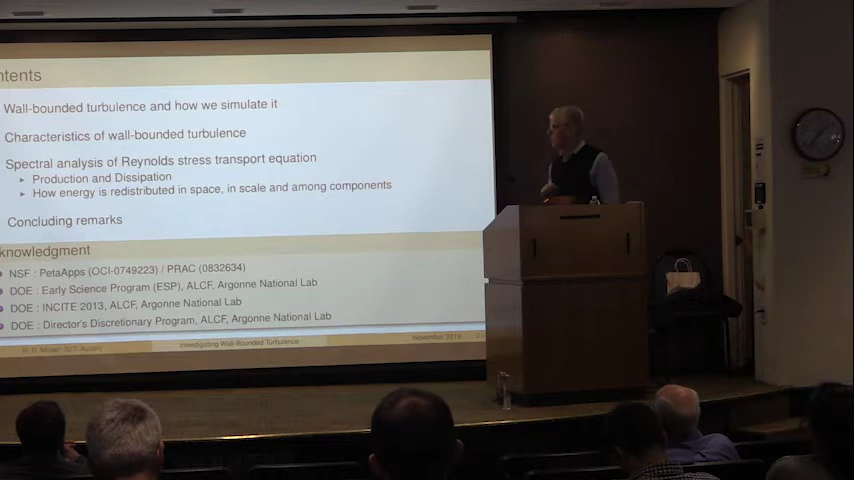 ntents
Wall-bounded turbulence and how we simulate it
Characteristics of wall-bounded turbulence
Spectral analysis of Reynolds stress transport equation
Production and Dissipation
How energy is redistributed in space, in scale and among components
Concluding remarks
knowledgment
NSF : PetaApps (OCI-0749223) / PRAC (0832634)
DOE : Early Science Program (ESP), ALCF, Argonne National Lab
DOE : INCITE 2013, ALCF, Argonne National Lab
DOE : Director's Discretionary Program, ALCF, Argonne National Lab
Investigating Wall-Bounded Turbulence
November